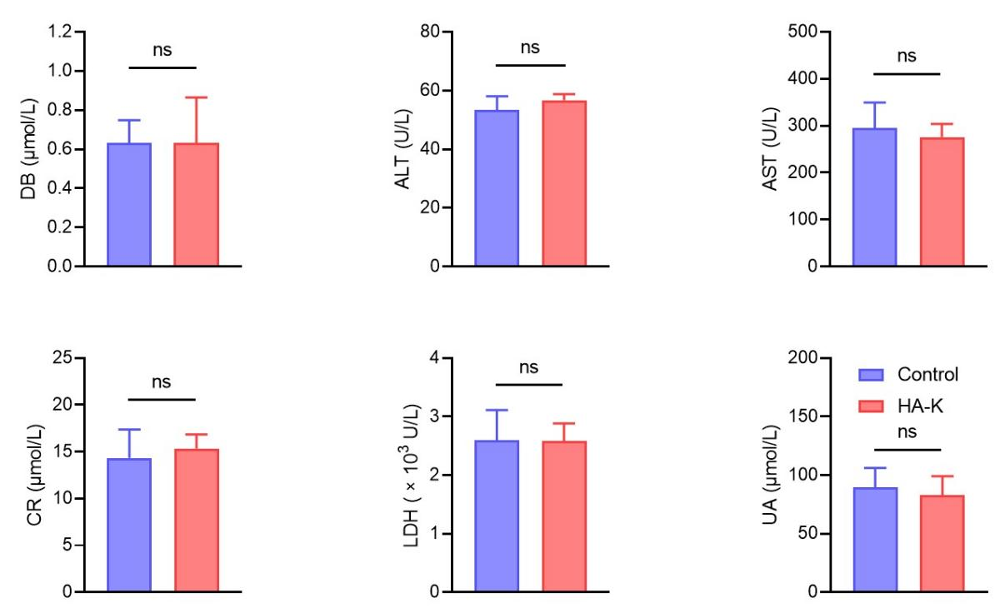 1.2
1.0
0.8
0.6
0.4
0.2
0.0
DB (μmol/L)
ns
80
60
40
20
0
ALT (U/L)
ns
500
400
300
200
100
0
AST (U/L)
ns
25
20
15
10
5
0
CR (μmol/L)
ns
4
3
2
1
0
LDH ( × 10³ U/L)
ns
200
150
100
50
0
UA (μmol/L)
Control
HA-K
ns